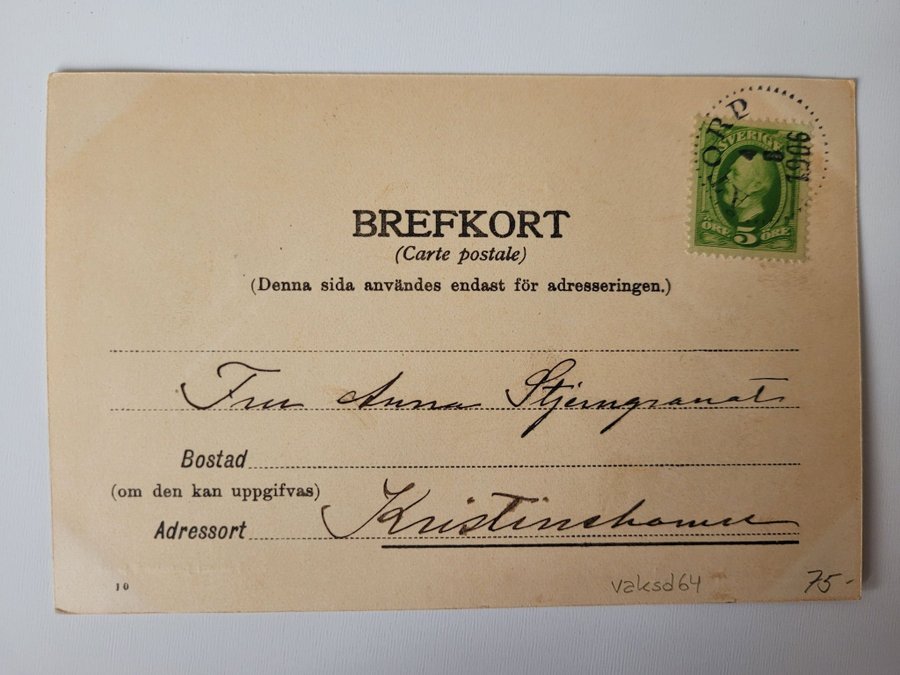 SVERIGE
8
1906
ÖRE 5 ÖRE
BREFKORT
(Carte postale)
(Denna sida användes endast för adresseringen.)
Fru Anna Stjerngranat
Bostad
(om den kan uppgifvas)
Adressort Kristinehamn
10
vaksd64 75-